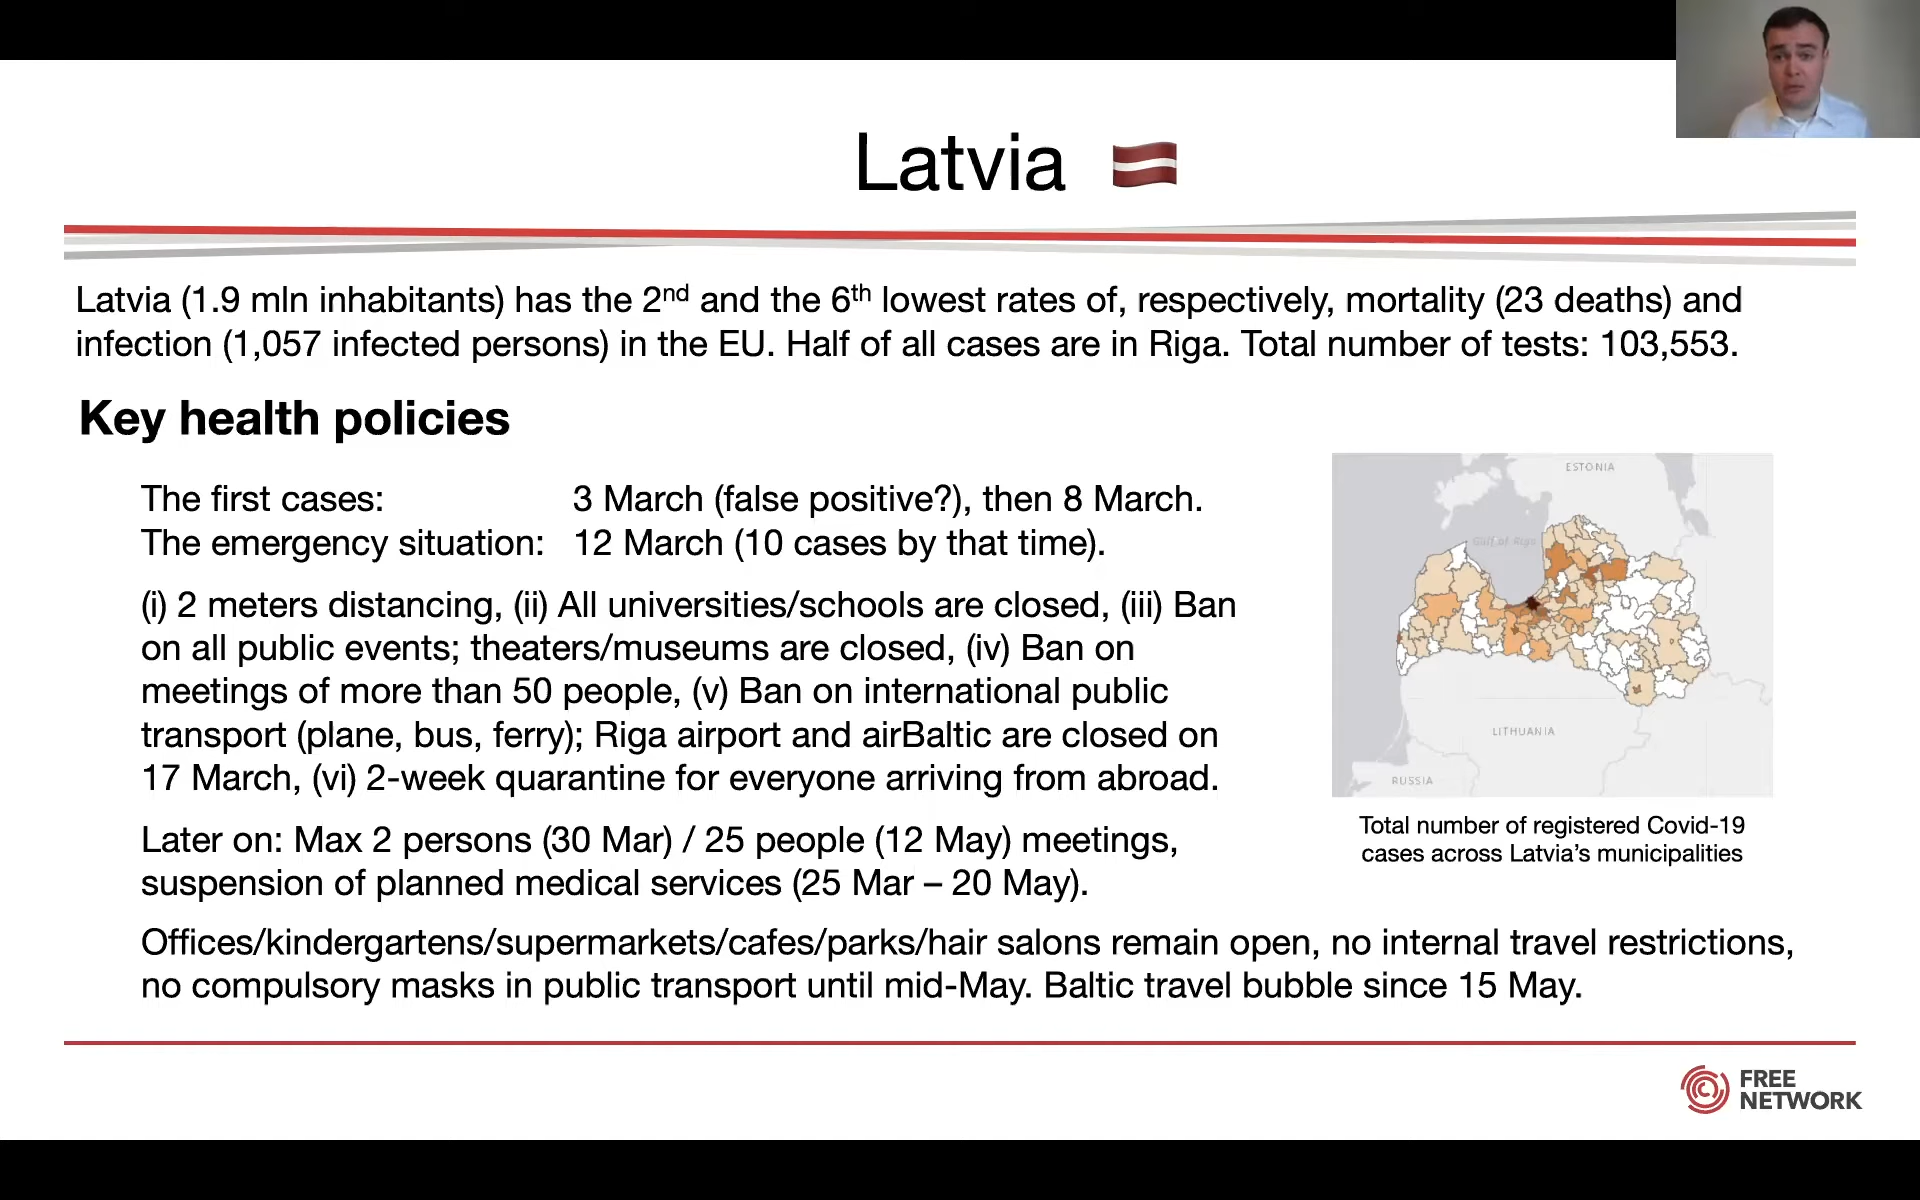 Latvia
Latvia (1.9 mln inhabitants) has the 2nd and the 6th lowest rates of, respectively, mortality (23 deaths) and
infection (1,057 infected persons) in the EU. Half of all cases are in Riga. Total number of tests: 103,553.
Key health policies
The first cases: 3 March (false positive?), then 8 March.
The emergency situation: 12 March (10 cases by that time).
(i) 2 meters distancing, (ii) All universities/schools are closed, (iii) Ban
on all public events; theaters/museums are closed, (iv) Ban on
meetings of more than 50 people, (v) Ban on international public
transport (plane, bus, ferry); Riga airport and airBaltic are closed on
17 March, (vi) 2-week quarantine for everyone arriving from abroad.
Later on: Max 2 persons (30 Mar) / 25 people (12 May) meetings,
suspension of planned medical services (25 Mar – 20 May).
Offices/kindergartens/supermarkets/cafes/parks/hair salons remain open, no internal travel restrictions,
no compulsory masks in public transport until mid-May. Baltic travel bubble since 15 May.
ESTONIA
Gulf of Riga
LITHUANIA
RUSSIA
Total number of registered Covid-19
cases across Latvia's municipalities
FREE
NETWORK